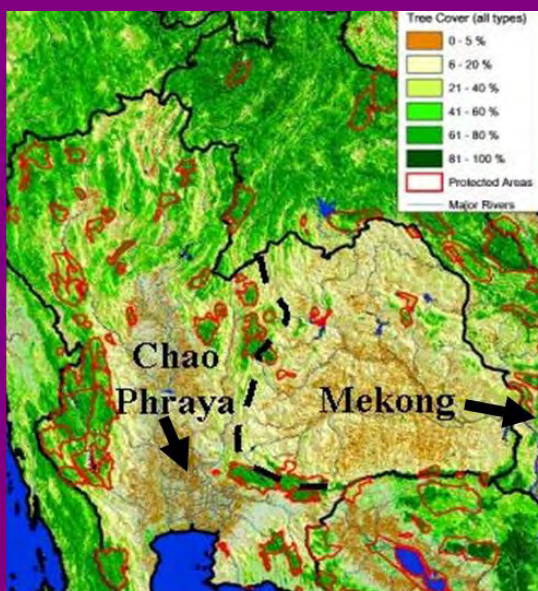 Tree Cover (all types)
0 - 5 %
6 - 20 %
21 - 40 %
41 - 60 %
61 - 80 %
81 - 100 %
Protected Areas
Major Rivers
Chao
Phraya
Mekong